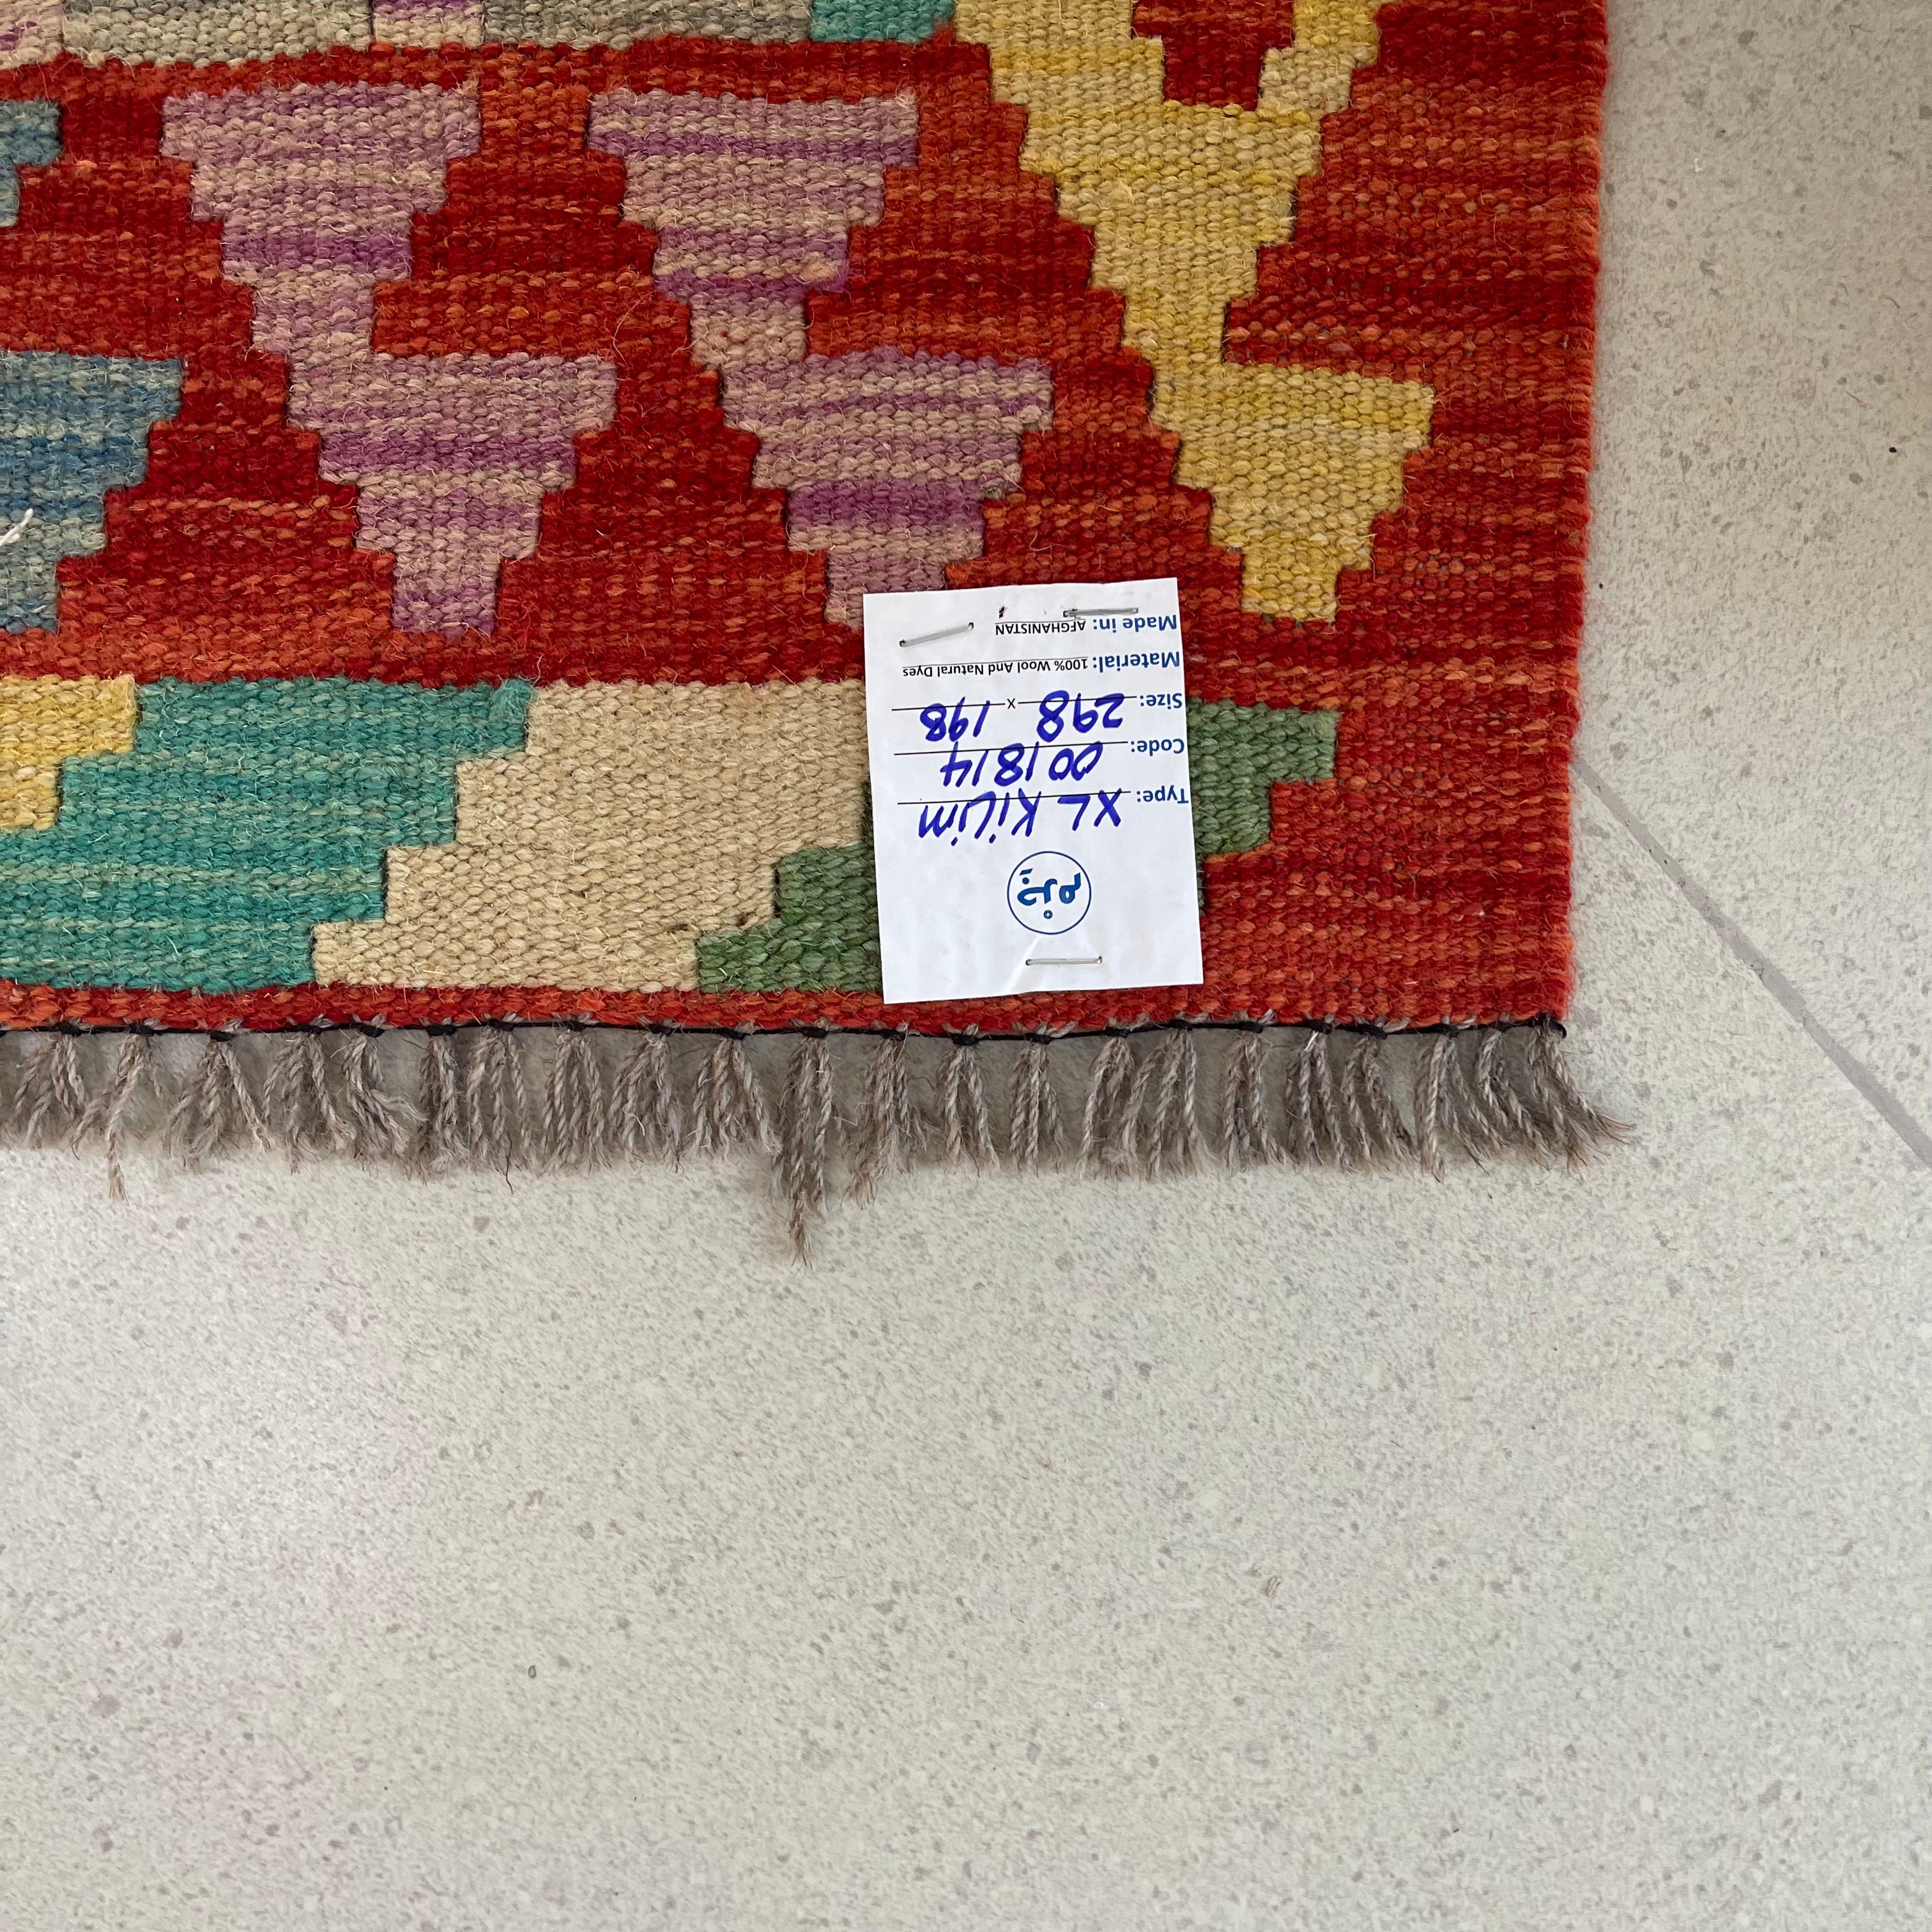 Type: XL Kilim
Code: 001814
Size: 298 x 198
Material: 100% Wool And Natural Dyes
Made in: AFGHANISTAN